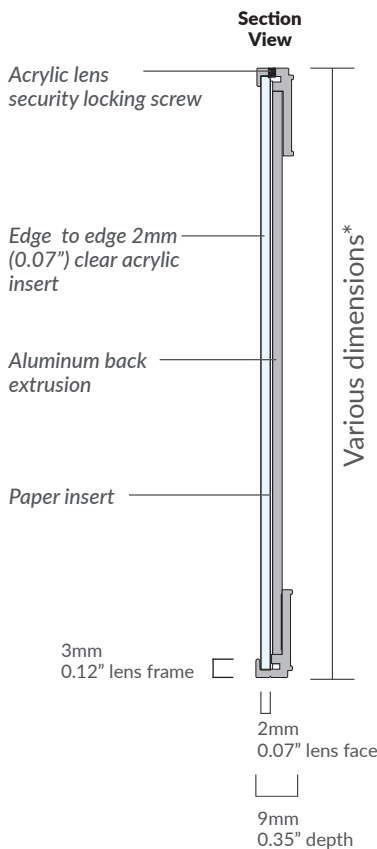 Section
View
Acrylic lens
security locking screw
Edge to edge 2mm
(0.07”) clear acrylic
insert
Various dimensions*
Aluminum back
extrusion
Paper insert
3mm
0.12” lens frame
2mm
0.07” lens face
9mm
0.35” depth